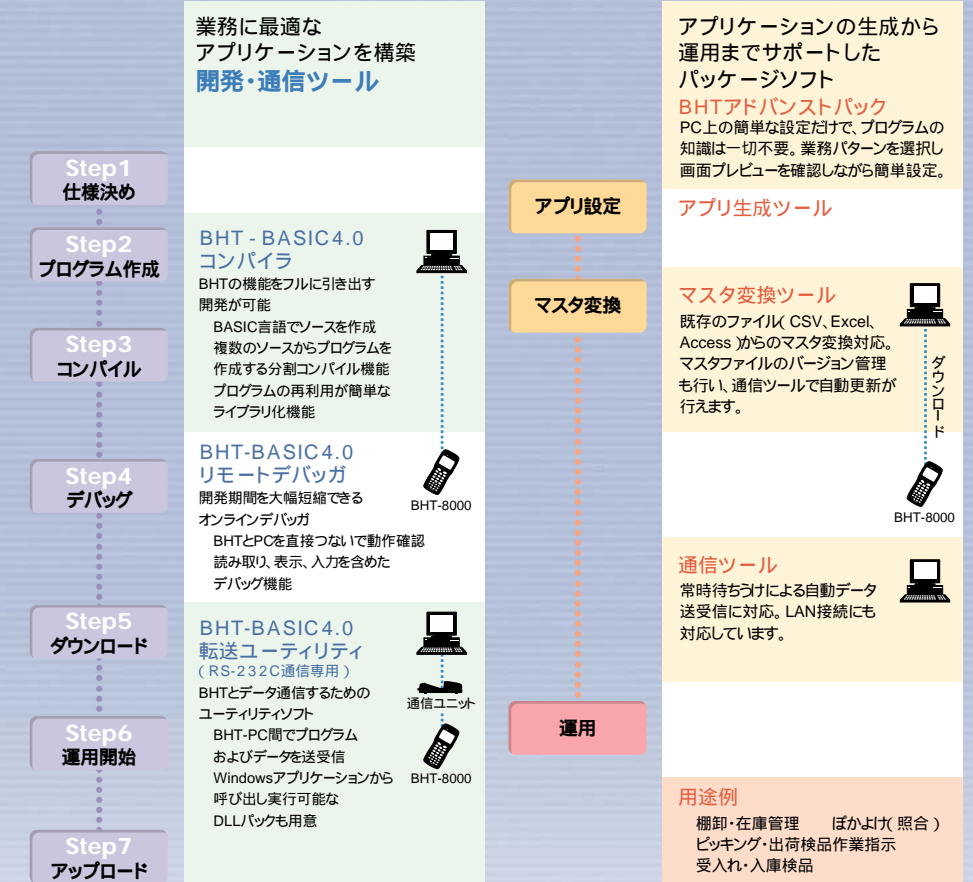 業務に最適な
アプリケーションを構築
開発・通信ツール
Step1
仕様決め
Step2
プログラム作成
Step3
コンパイル
Step4
デバッグ
Step5
ダウンロード
Step6
運用開始
Step7
アップロード
BHT-BASIC4.0
コンパイラ
BHTの機能をフルに引き出す
開発が可能
BASIC言語でソースを作成
複数のソースからプログラムを
作成する分割コンパイル機能
プログラムの再利用が簡単な
ライブラリ化機能
BHT-BASIC4.0
リモートデバッガ
開発期間を大幅短縮できる
オンラインデバッガ
BHTとPCを直接つないで動作確認
読み取り、表示、入力を含めた
デバッグ機能
BHT-8000
BHT-BASIC4.0
転送ユーティリティ
(RS-232C通信専用)
BHTとデータ通信するための
ユーティリティソフト
BHT-PC間でプログラム
およびデータを送受信
Windowsアプリケーションから
呼び出し実行可能な
DLLパックも用意
通信ユニット
BHT-8000
アプリ設定
マスタ変換
運用
アプリケーションの生成から
運用までサポートした
パッケージソフト
BHTアドバンストパック
PC上の簡単な設定だけで、プログラムの
知識は一切不要。業務パターンを選択し
画面プレビューを確認しながら簡単設定。
アプリ生成ツール
マスタ変換ツール
既存のファイル(CSV、Excel、
Access)からのマスタ変換対応。
マスタファイルのバージョン管理
も行い、通信ツールで自動更新が
行えます。
ダウンロード
BHT-8000
通信ツール
常時待ちうけによる自動データ
送受信に対応。LAN接続にも
対応しています。
用途例
棚卸・在庫管理　ぽかよけ(照合)
ピッキング・出荷検品作業指示
受入れ・入庫検品